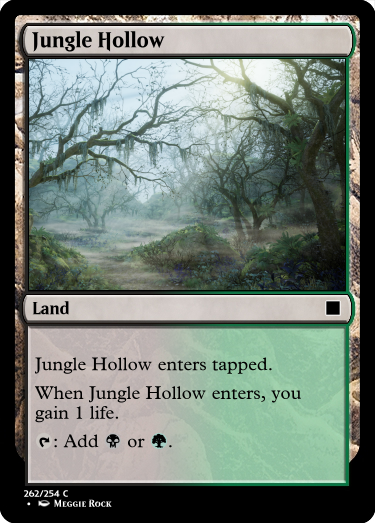 Jungle Hollow
Land
Jungle Hollow enters tapped.
When Jungle Hollow enters, you
gain 1 life.
: Add or .
262/254 C
• Meggie Rock